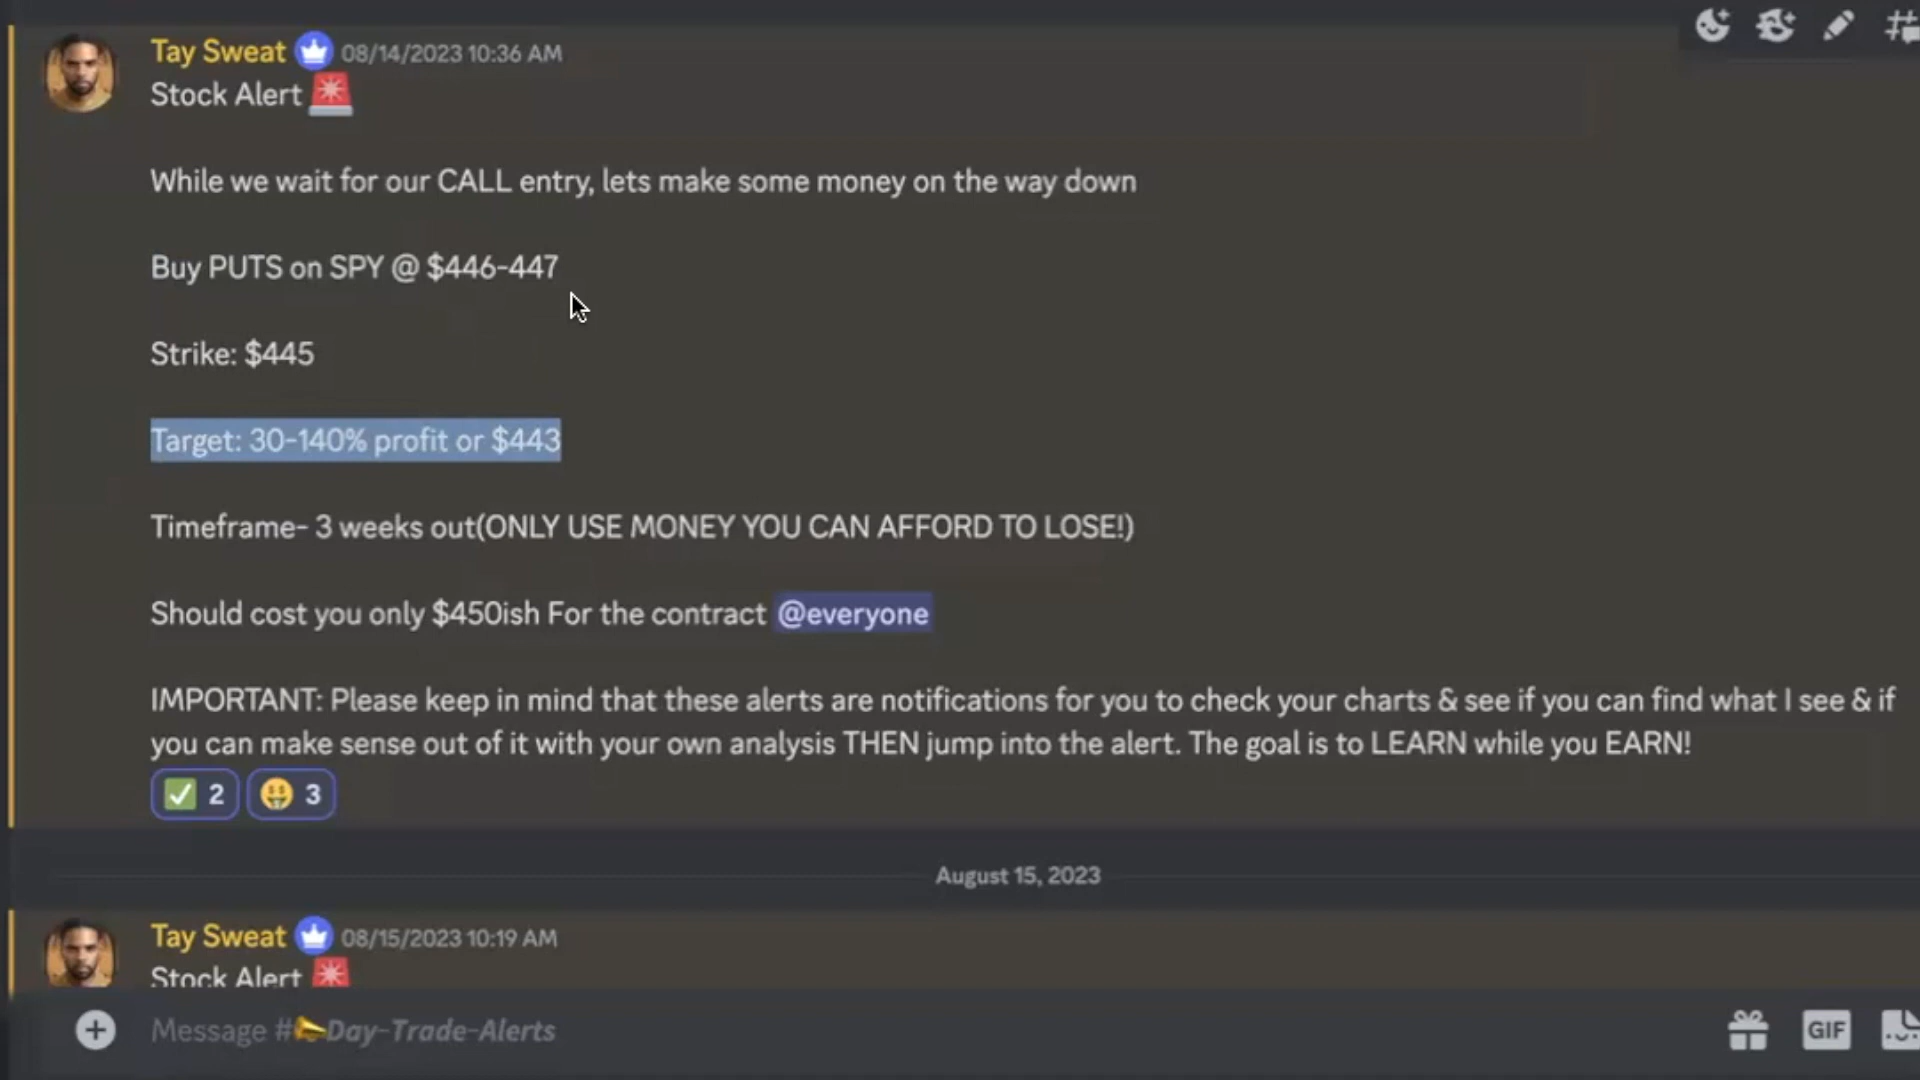 Tay Sweat 08/14/2023 10:36 AM
Stock Alert
While we wait for our CALL entry, lets make some money on the way down
Buy PUTS on SPY @ $446-447
Strike: $445
Target: 30-140% profit or $443
Timeframe- 3 weeks out(ONLY USE MONEY YOU CAN AFFORD TO LOSE!)
Should cost you only $450ish For the contract @everyone
IMPORTANT: Please keep in mind that these alerts are notifications for you to check your charts & see if you can find what I see & if
you can make sense out of it with your own analysis THEN jump into the alert. The goal is to LEARN while you EARN!
2 3
August 15, 2023
Tay Sweat 08/15/2023 10:19 AM
Stock Alert
Message #Day-Trade-Alerts
GIF